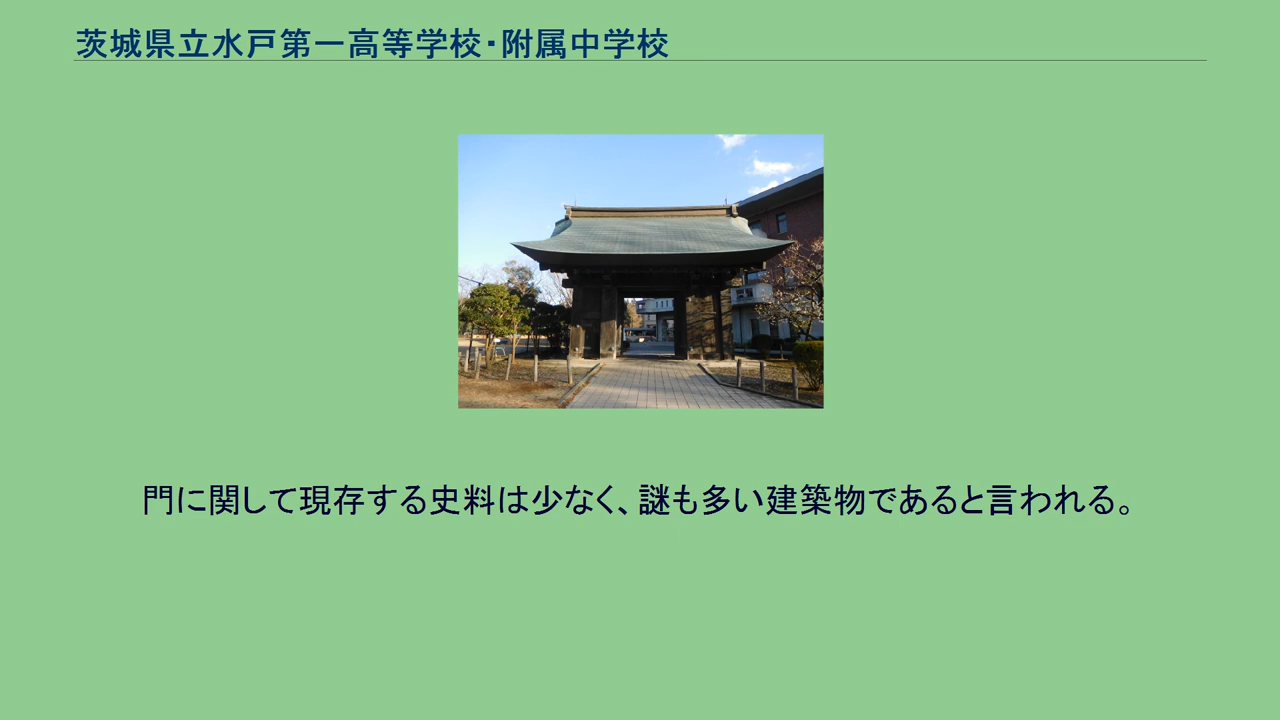 茨城県立水戸第一高等学校・附属中学校
門に関して現存する史料は少なく、謎も多い建築物であると言われる。